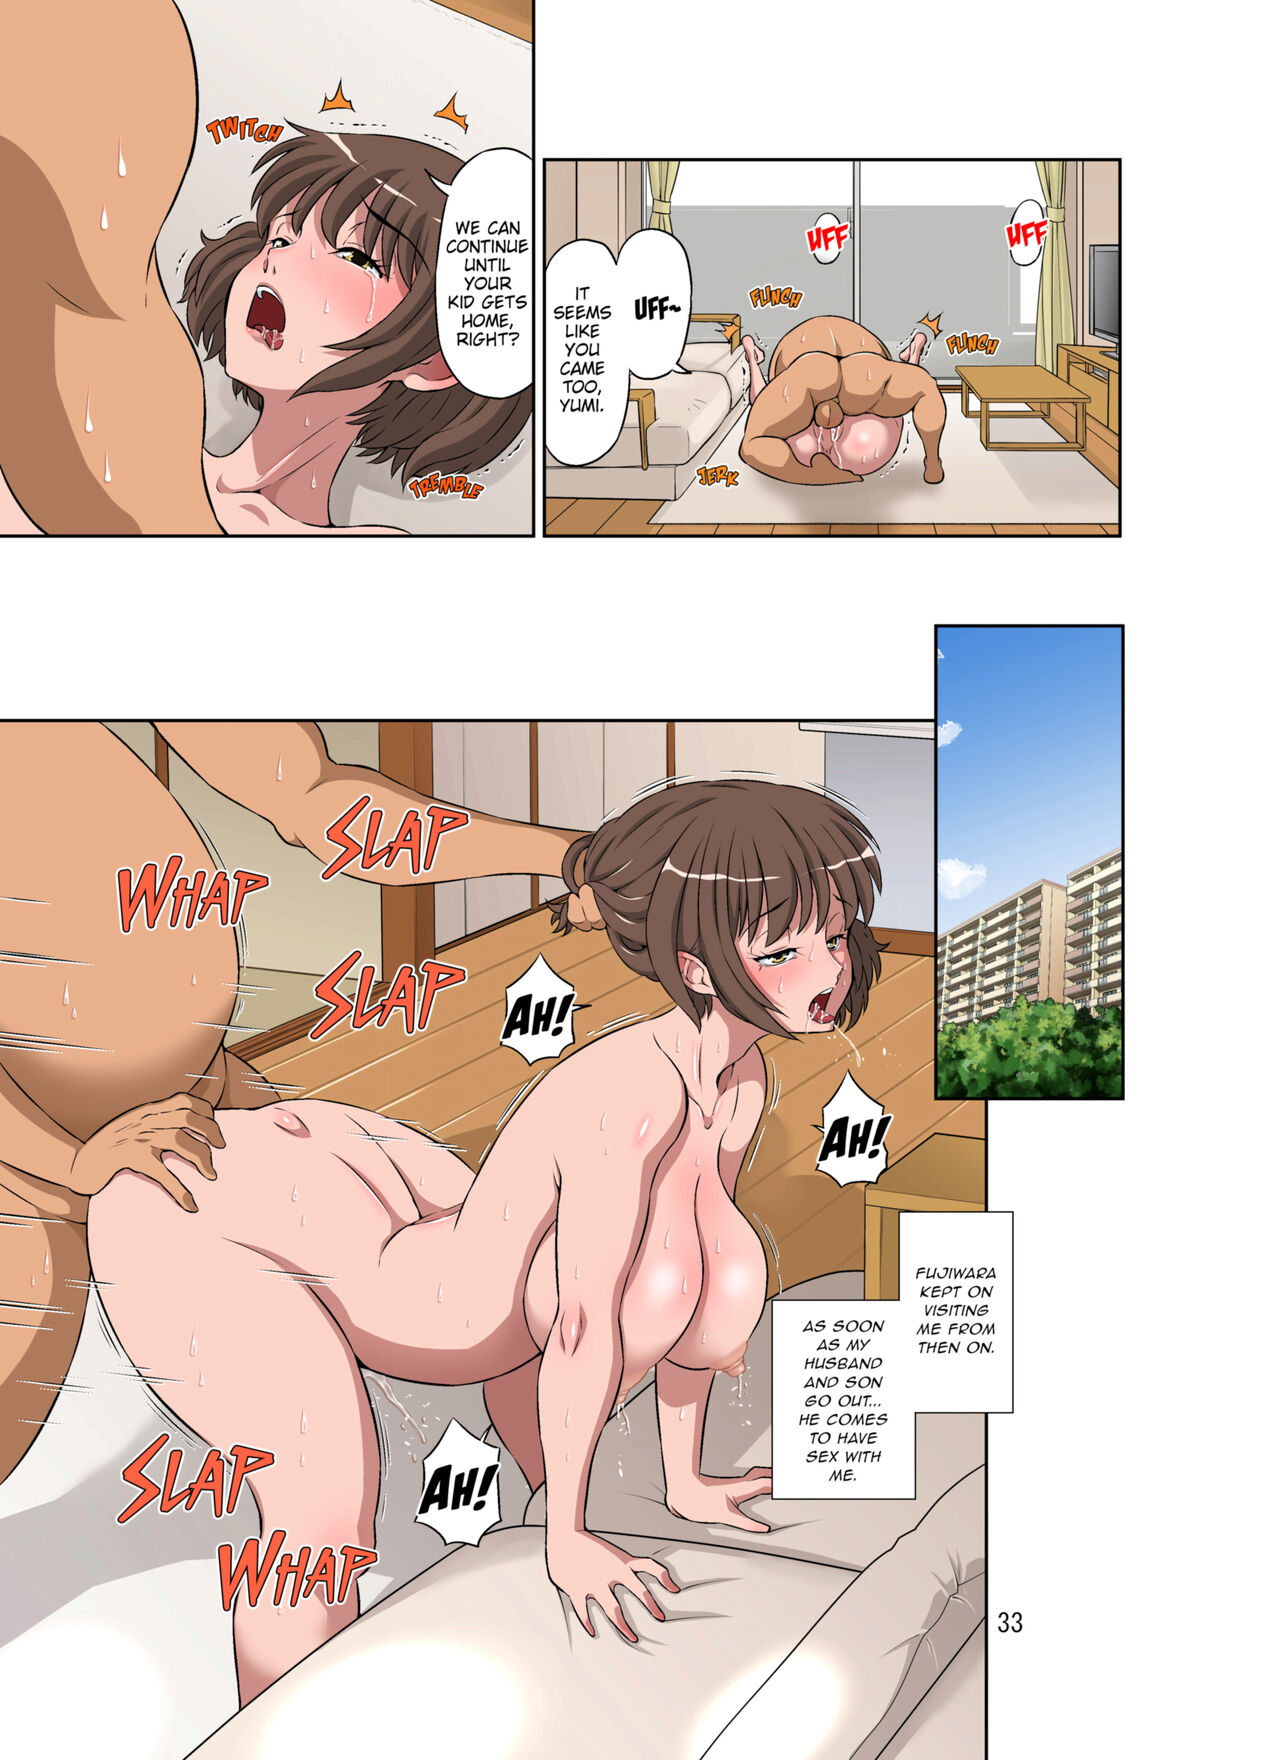 UFF
UFF
FLINCH
FLINCH
JERK
UFF~
IT
SEEMS
LIKE
YOU
CAME
TOO,
YUMI.
TWITCH
WE CAN
CONTINUE
UNTIL
YOUR
KID GETS
HOME,
RIGHT?
TREMBLE
SLAP
WHAP
SLAP
AH!
AH!
FUJIWARA
KEPT ON
VISITING
ME FROM
THEN ON.
AS SOON
AS MY
HUSBAND
AND SON
GO OUT...
HE COMES
TO HAVE
SEX WITH
ME.
AH!
SLAP
WHAP
33